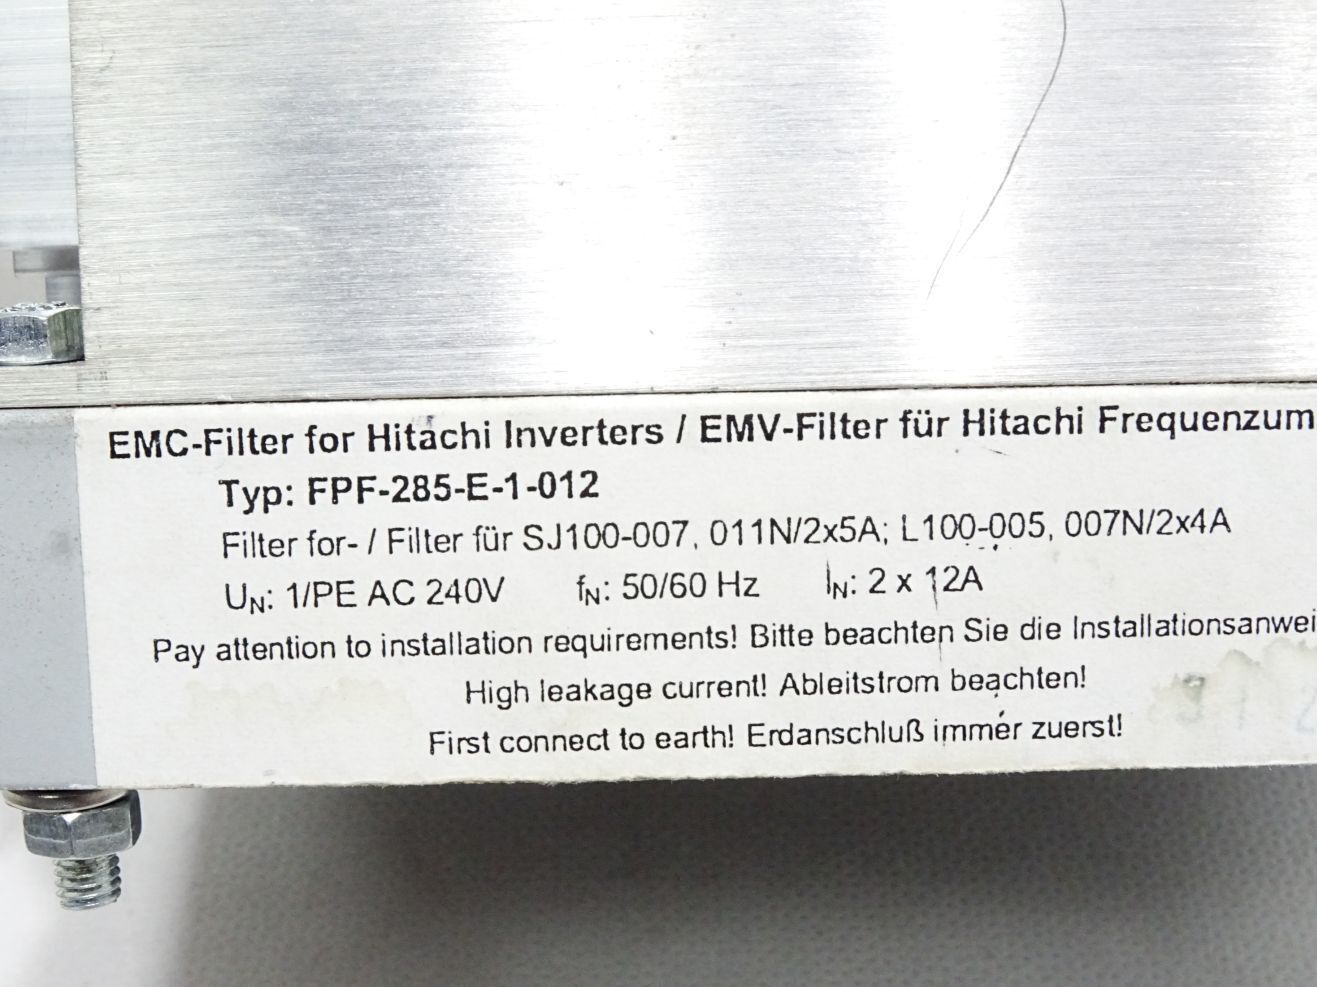 EMC-Filter for Hitachi Inverters / EMV-Filter für Hitachi Frequenzum
Typ: FPF-285-E-1-012
Filter for- / Filter für SJ100-007, 011N/2x5A; L100-005, 007N/2x4A
UN: 1/PE AC 240V fN: 50/60 Hz IN: 2 x 12A
Pay attention to installation requirements! Bitte beachten Sie die Installationsanwei
High leakage current! Ableitstrom beachten!
First connect to earth! Erdanschluß immer zuerst!